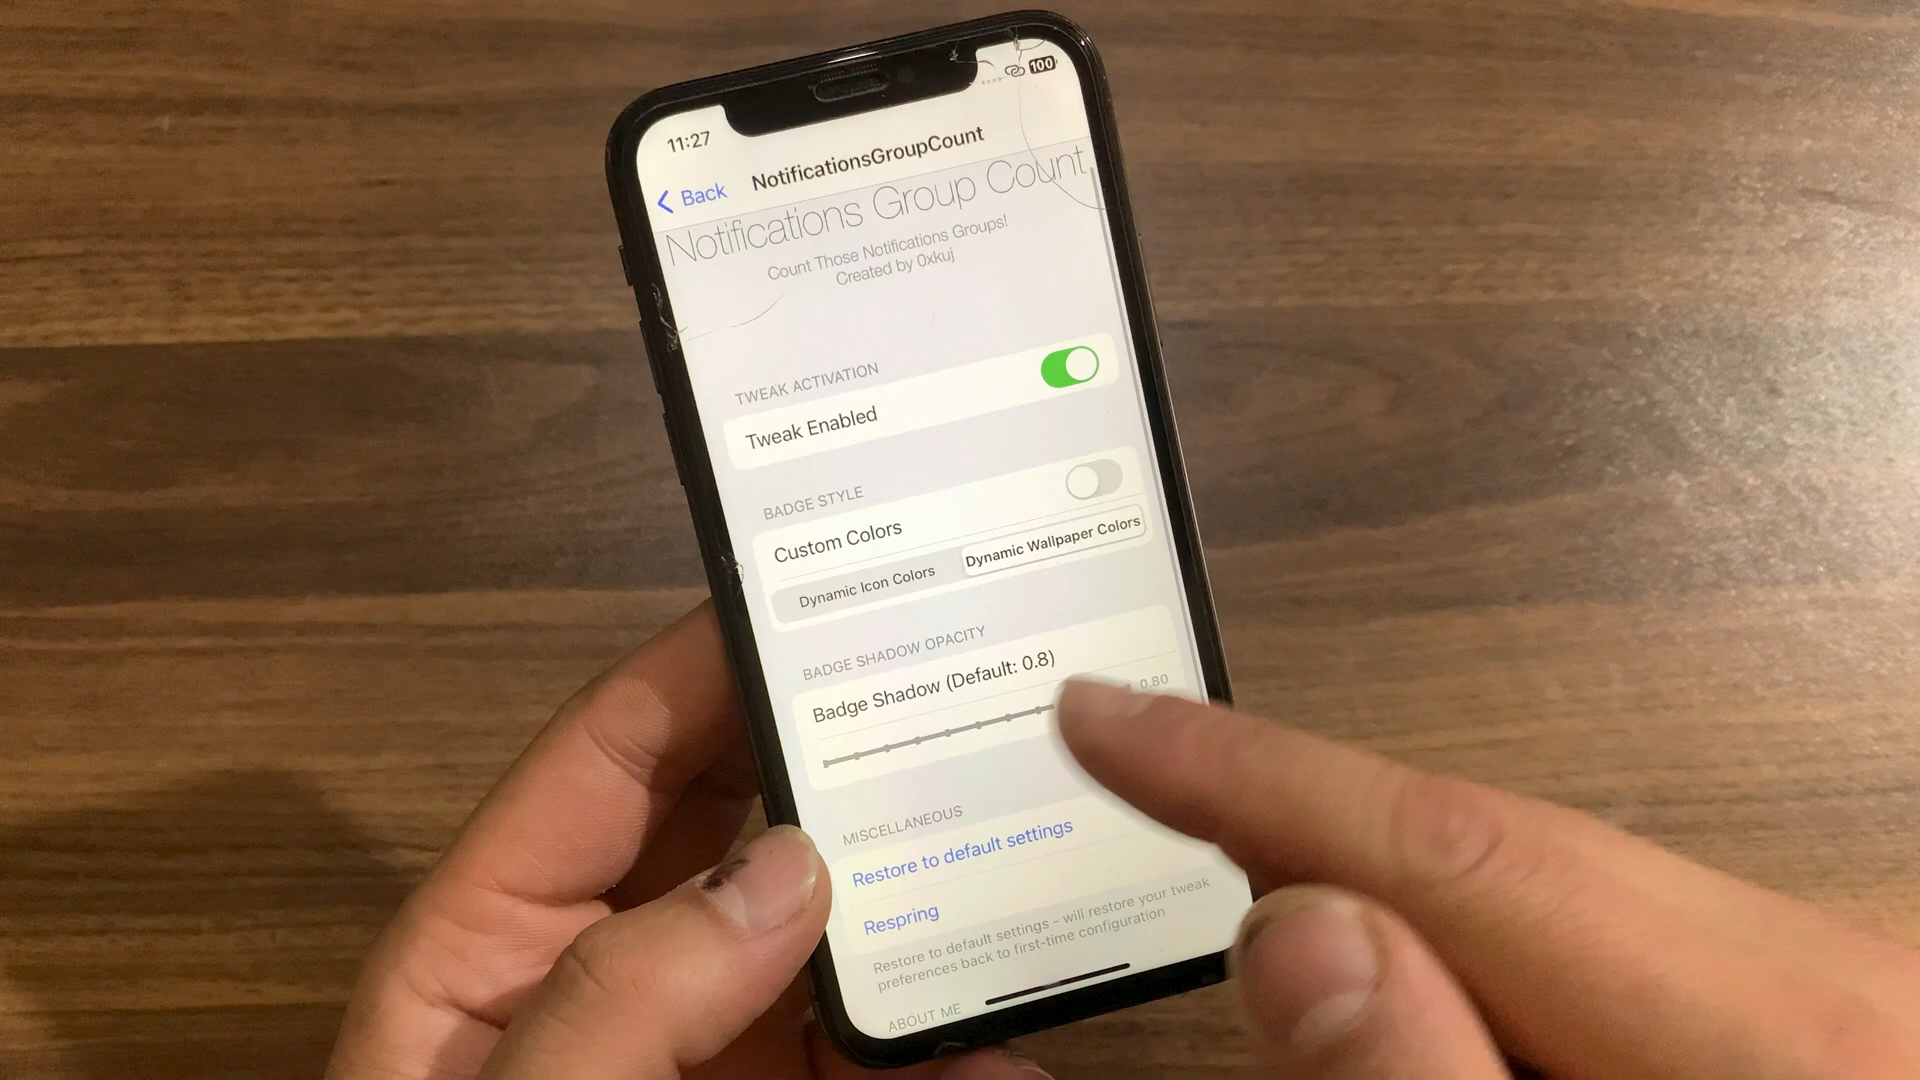 11:27
100
Back
NotificationsGroupCount
Notifications Group Count
Count Those Notifications Groups!
Created by 0xkuj
TWEAK ACTIVATION
Tweak Enabled
BADGE STYLE
Custom Colors
Dynamic Icon Colors
Dynamic Wallpaper Colors
BADGE SHADOW OPACITY
Badge Shadow (Default: 0.8)
0.80
MISCELLANEOUS
Restore to default settings
Respring
Restore to default settings - will restore your tweak
preferences back to first-time configuration
ABOUT ME